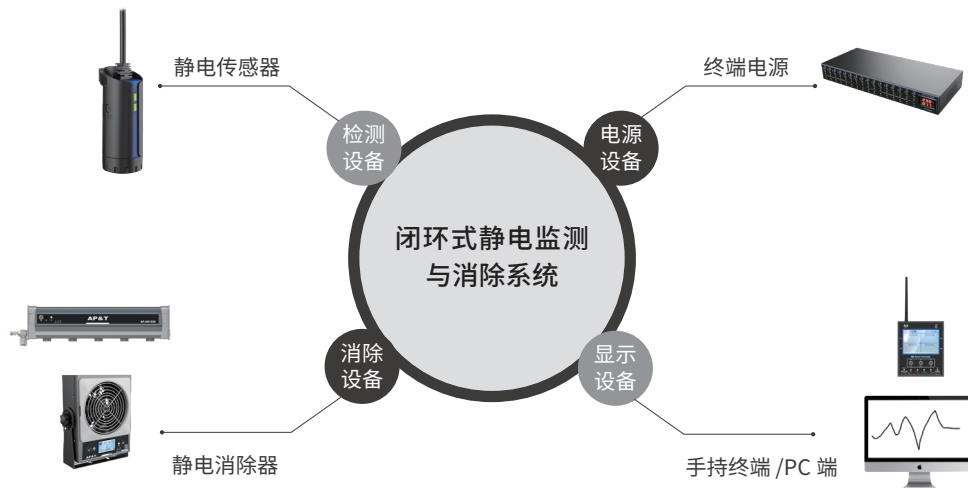 静电传感器
终端电源
检测
设备
电源
设备
闭环式静电监测
与消除系统
AP&T
消除
设备
显示
设备
AP&T
静电消除器
手持终端 /PC 端